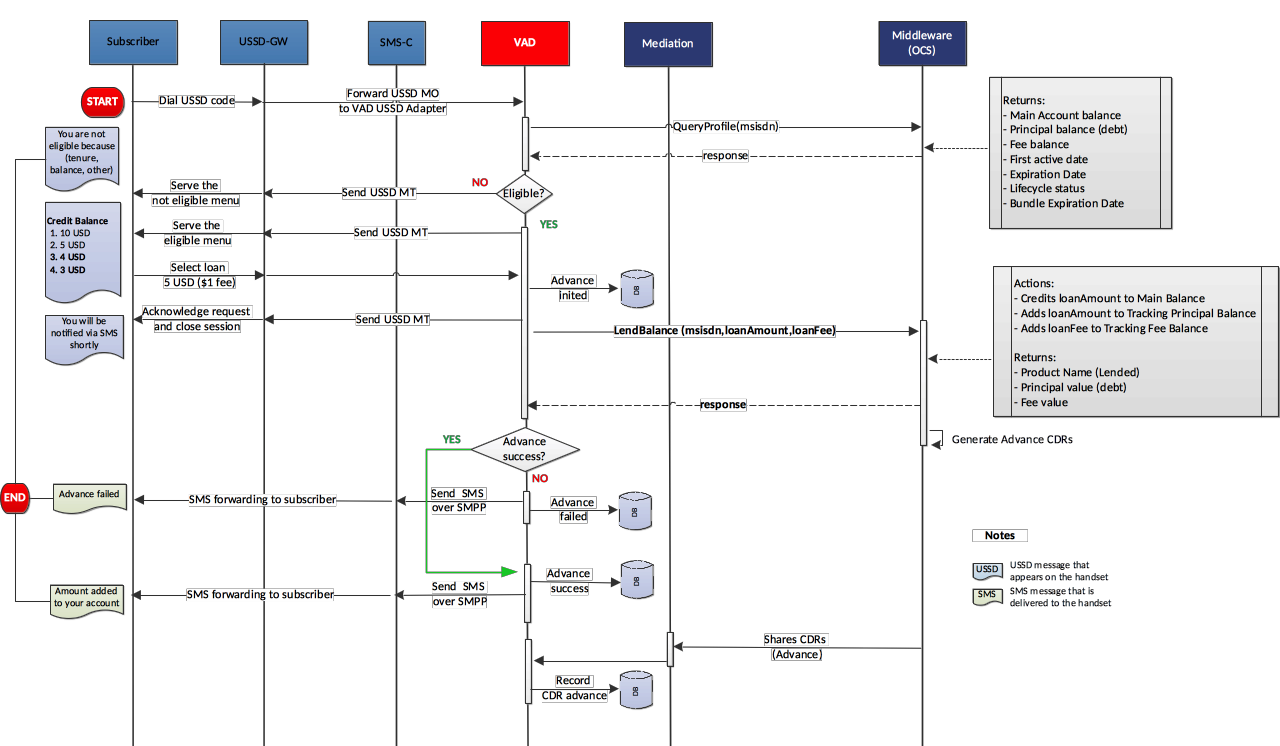 Subscriber
USSD-GW
SMS-C
VAD
Mediation
Middleware
(OCS)
START
Dial USSD code
Forward USSD MO
to VAD USSD Adapter
QueryProfile(msisdn)
response
Returns:
- Main Account balance
- Principal balance (debt)
- Fee balance
- First active date
- Expiration Date
- Lifecycle status
- Bundle Expiration Date
You are not
eligible because
(tenure,
balance, other)
Serve the
not eligible menu
Send USSD MT
NO
Eligible?
YES
Credit Balance
1. 10 USD
2. 5 USD
3. 4 USD
4. 3 USD
Serve the
eligible menu
Send USSD MT
Select loan
5 USD ($1 fee)
Advance
inited
DB
Actions:
- Credits loanAmount to Main Balance
- Adds loanAmount to Tracking Principal Balance
- Adds loanFee to Tracking Fee Balance
Returns:
- Product Name (Lended)
- Principal value (debt)
- Fee value
You will be
notified via SMS
shortly
Acknowledge request
and close session
Send USSD MT
LendBalance (msisdn,loanAmount,loanFee)
response
Generate Advance CDRs
YES
Advance
success?
NO
END
Advance failed
SMS forwarding to subscriber
Send SMS
over SMPP
Advance
failed
DB
Advance
success
DB
Amount added
to your account
SMS forwarding to subscriber
Send SMS
over SMPP
Notes
USSD
USSD message that
appears on the handset
SMS
SMS message that is
delivered to the handset
Shares CDRs
(Advance)
Record
CDR advance
DB